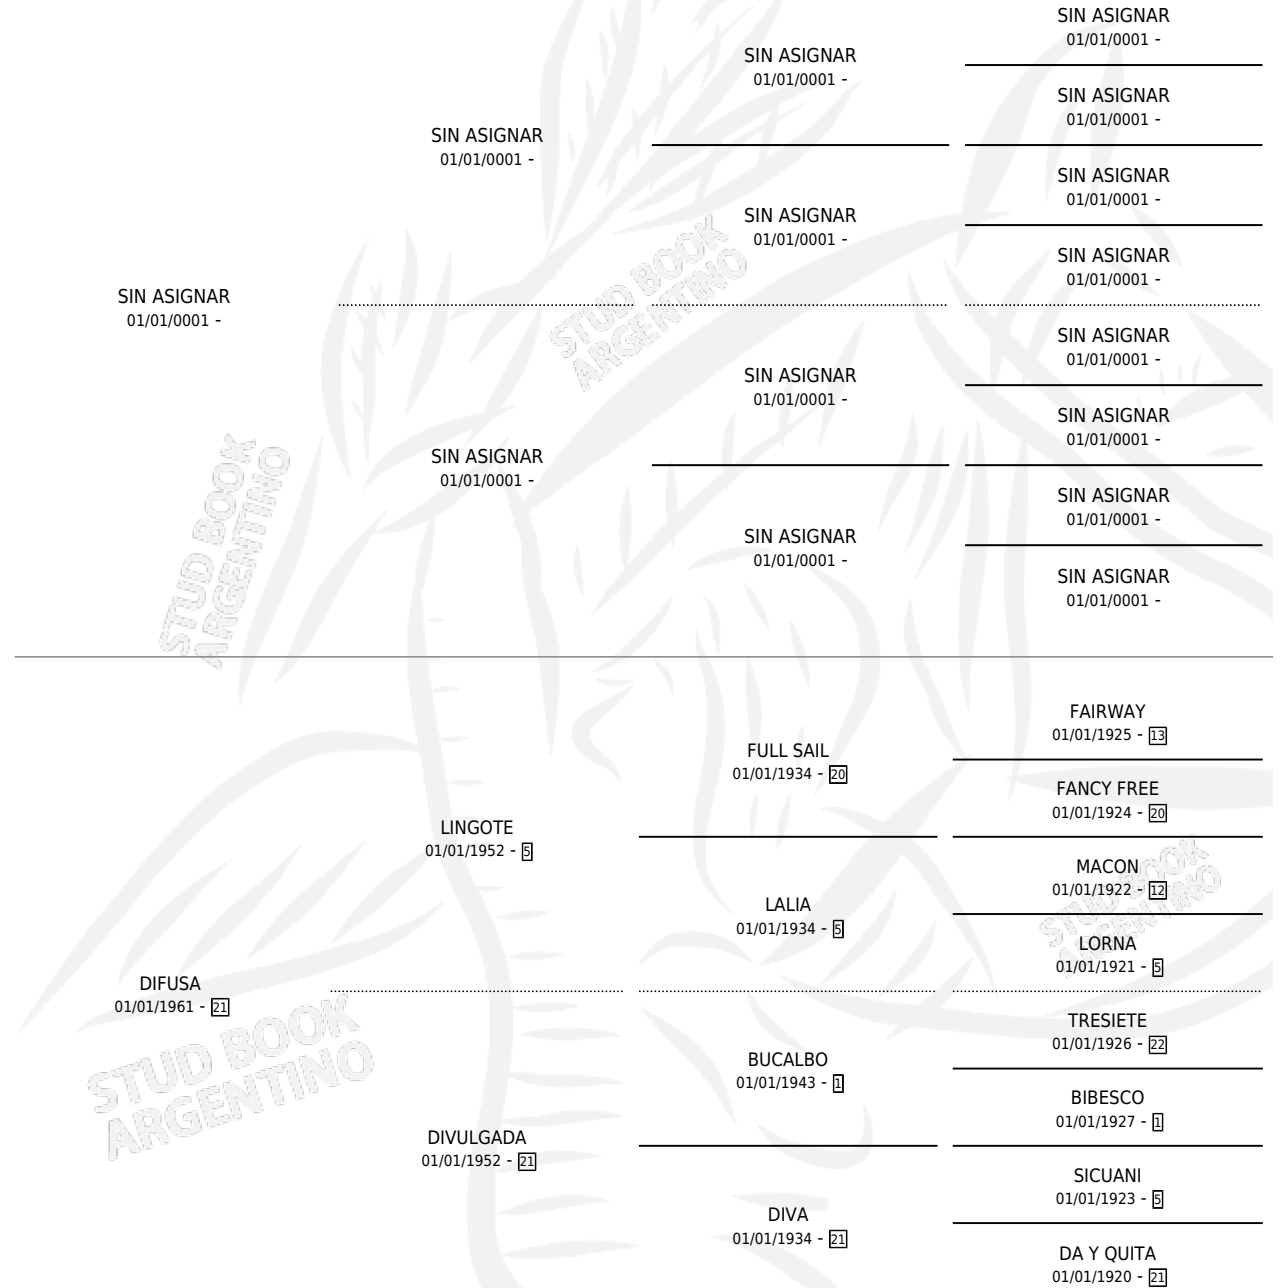 SIN ASIGNAR
01/01/0001 -
SIN ASIGNAR
01/01/0001 -
SIN ASIGNAR
01/01/0001 -
SIN ASIGNAR
01/01/0001 -
SIN ASIGNAR
01/01/0001 -
SIN ASIGNAR
01/01/0001 -
SIN ASIGNAR
01/01/0001 -
SIN ASIGNAR
01/01/0001 -
SIN ASIGNAR
01/01/0001 -
SIN ASIGNAR
01/01/0001 -
SIN ASIGNAR
01/01/0001 -
SIN ASIGNAR
01/01/0001 -
SIN ASIGNAR
01/01/0001 -
SIN ASIGNAR
01/01/0001 -
SIN ASIGNAR
01/01/0001 -
STUD BOOK
ARGENTINO
STUD BOOK
ARGENTINO
FAIRWAY
01/01/1925 - 13
FULL SAIL
01/01/1934 - 20
FANCY FREE
01/01/1924 - 20
LINGOTE
01/01/1952 - 5
MACON
01/01/1922 - 12
LALIA
01/01/1934 - 5
LORNA
01/01/1921 - 5
STUD BOOK
ARGENTINO
DIFUSA
01/01/1961 - 21
TRESIETE
01/01/1926 - 22
BUCALBO
01/01/1943 - 1
BIBESCO
01/01/1927 - 1
DIVULGADA
01/01/1952 - 21
SICUANI
01/01/1923 - 5
DIVA
01/01/1934 - 21
DA Y QUITA
01/01/1920 - 21
STUD BOOK
ARGENTINO